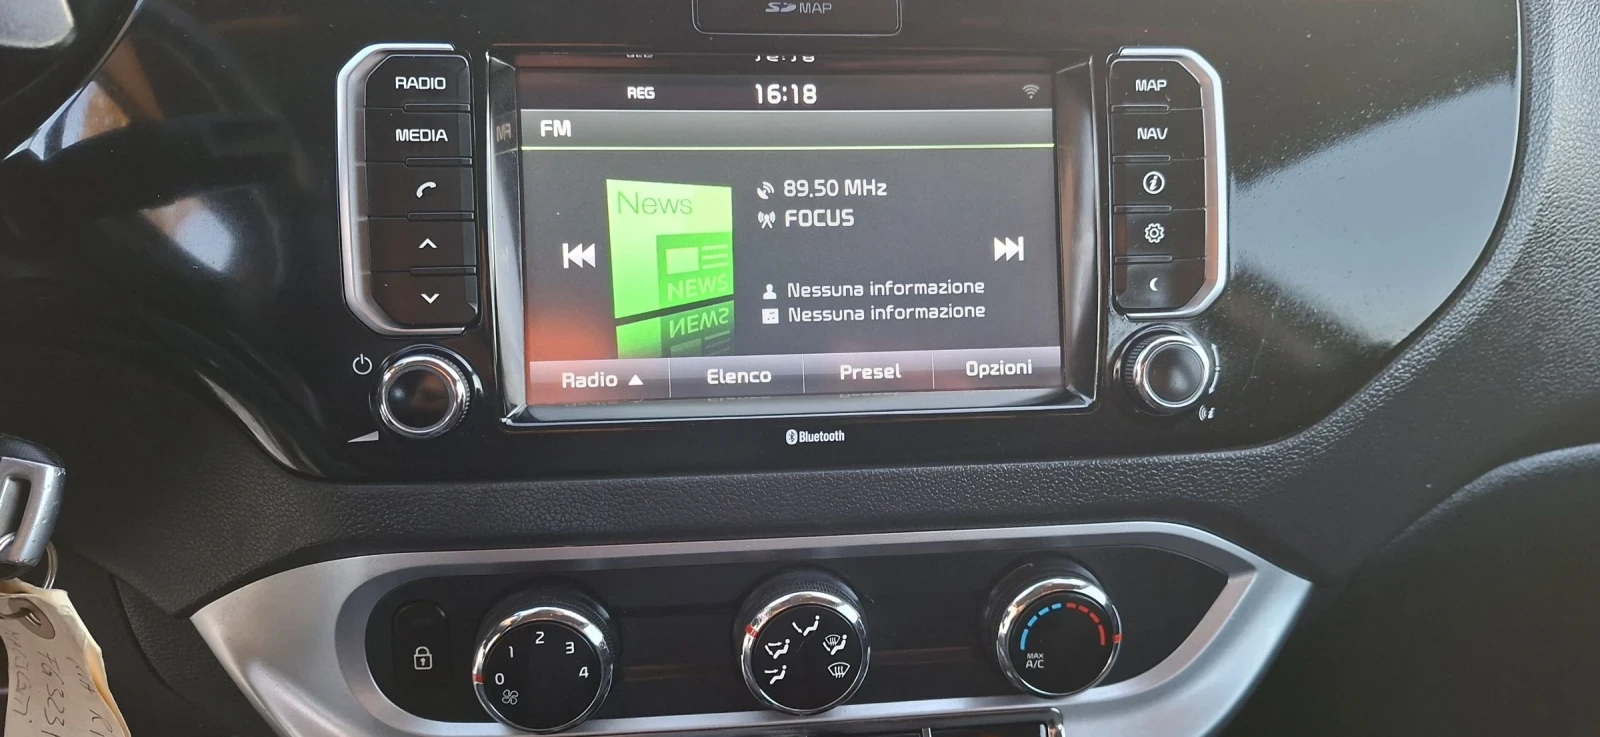 SD MAP
RADIO
MEDIA
REG 16:18
FM
News
NEWS
89.50 MHz
FOCUS
Nessuna informazione
Nessuna informazione
Radio ▲ Elenco Presel Opzioni
MAP
NAV
Bluetooth
0 1 2 3 4
MAX
A/C